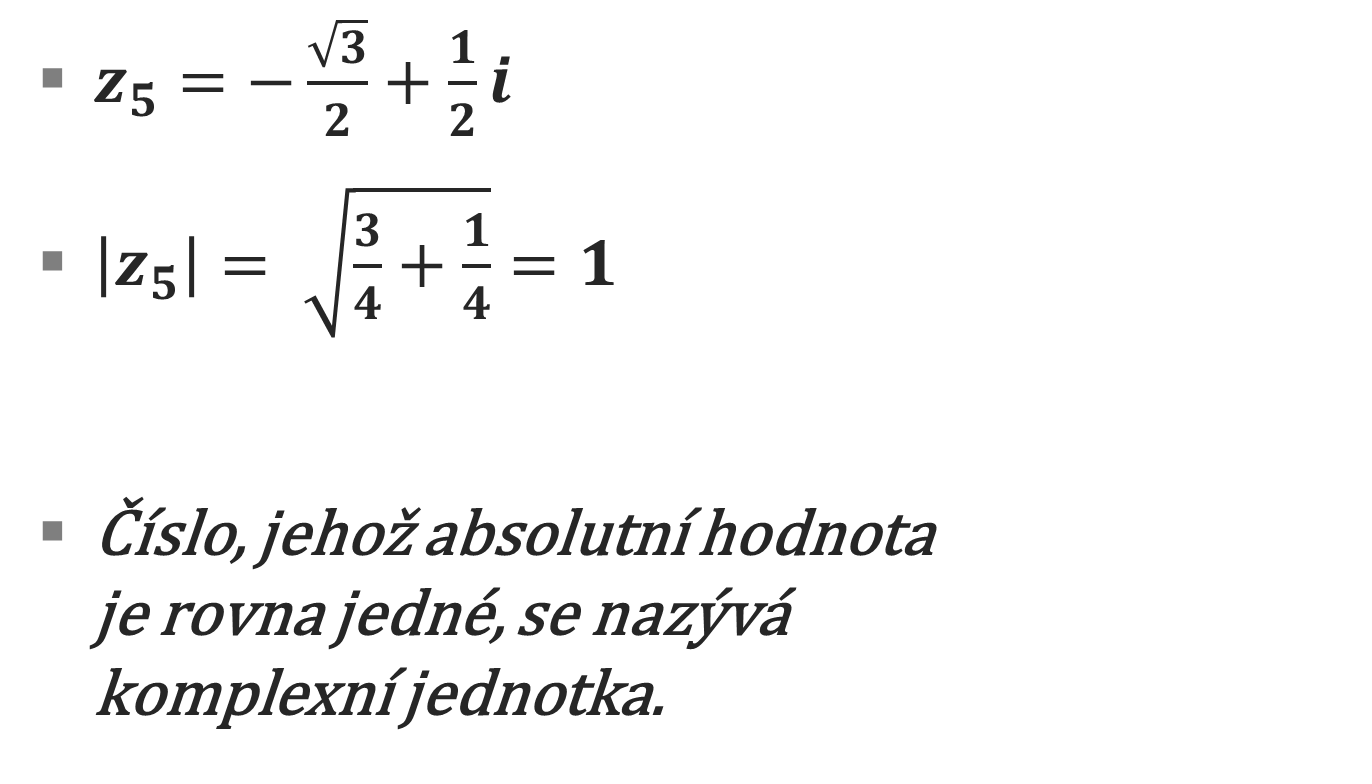 ▪ z₅ = −√3/2 + 1/2 i
▪ |z₅| = √(3/4 + 1/4) = 1
▪ Číslo, jehož absolutní hodnota
je rovna jedné, se nazývá
komplexní jednotka.